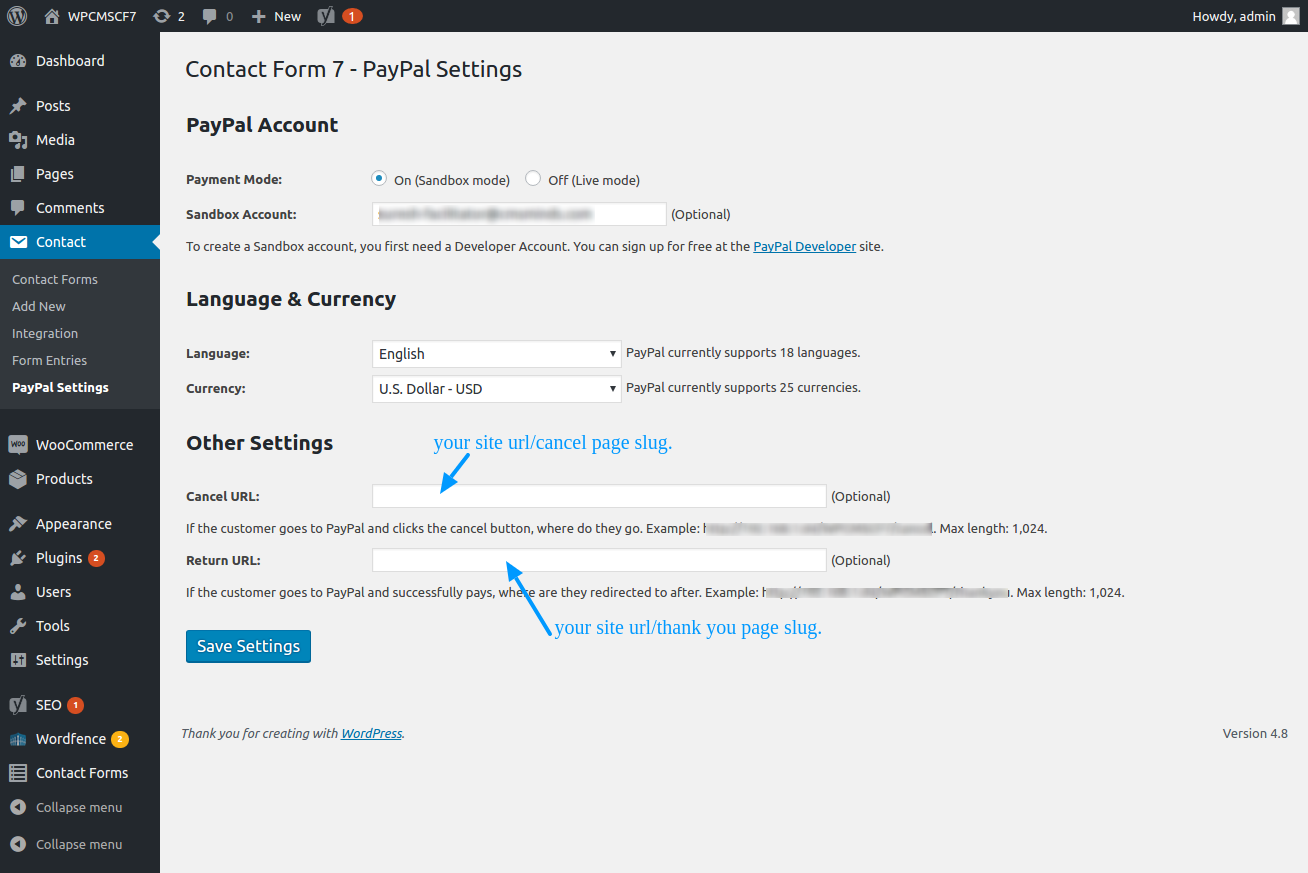 WPCMSCF7 2 0 New 1 Howdy, admin
Dashboard
Posts
Media
Pages
Comments
Contact
Contact Forms
Add New
Integration
Form Entries
PayPal Settings
WooCommerce
Products
Appearance
Plugins 2
Users
Tools
Settings
SEO 1
Wordfence 2
Contact Forms
Collapse menu
Collapse menu
Contact Form 7 - PayPal Settings
PayPal Account
Payment Mode: On (Sandbox mode) Off (Live mode)
Sandbox Account: (Optional)
To create a Sandbox account, you first need a Developer Account. You can sign up for free at the PayPal Developer site.
Language & Currency
Language: English PayPal currently supports 18 languages.
Currency: U.S. Dollar - USD PayPal currently supports 25 currencies.
Other Settings
your site url/cancel page slug.
Cancel URL: (Optional)
If the customer goes to PayPal and clicks the cancel button, where do they go. Example: Max length: 1,024.
Return URL: (Optional)
If the customer goes to PayPal and successfully pays, where are they redirected to after. Example: Max length: 1,024.
your site url/thank you page slug.
Save Settings
Thank you for creating with WordPress. Version 4.8